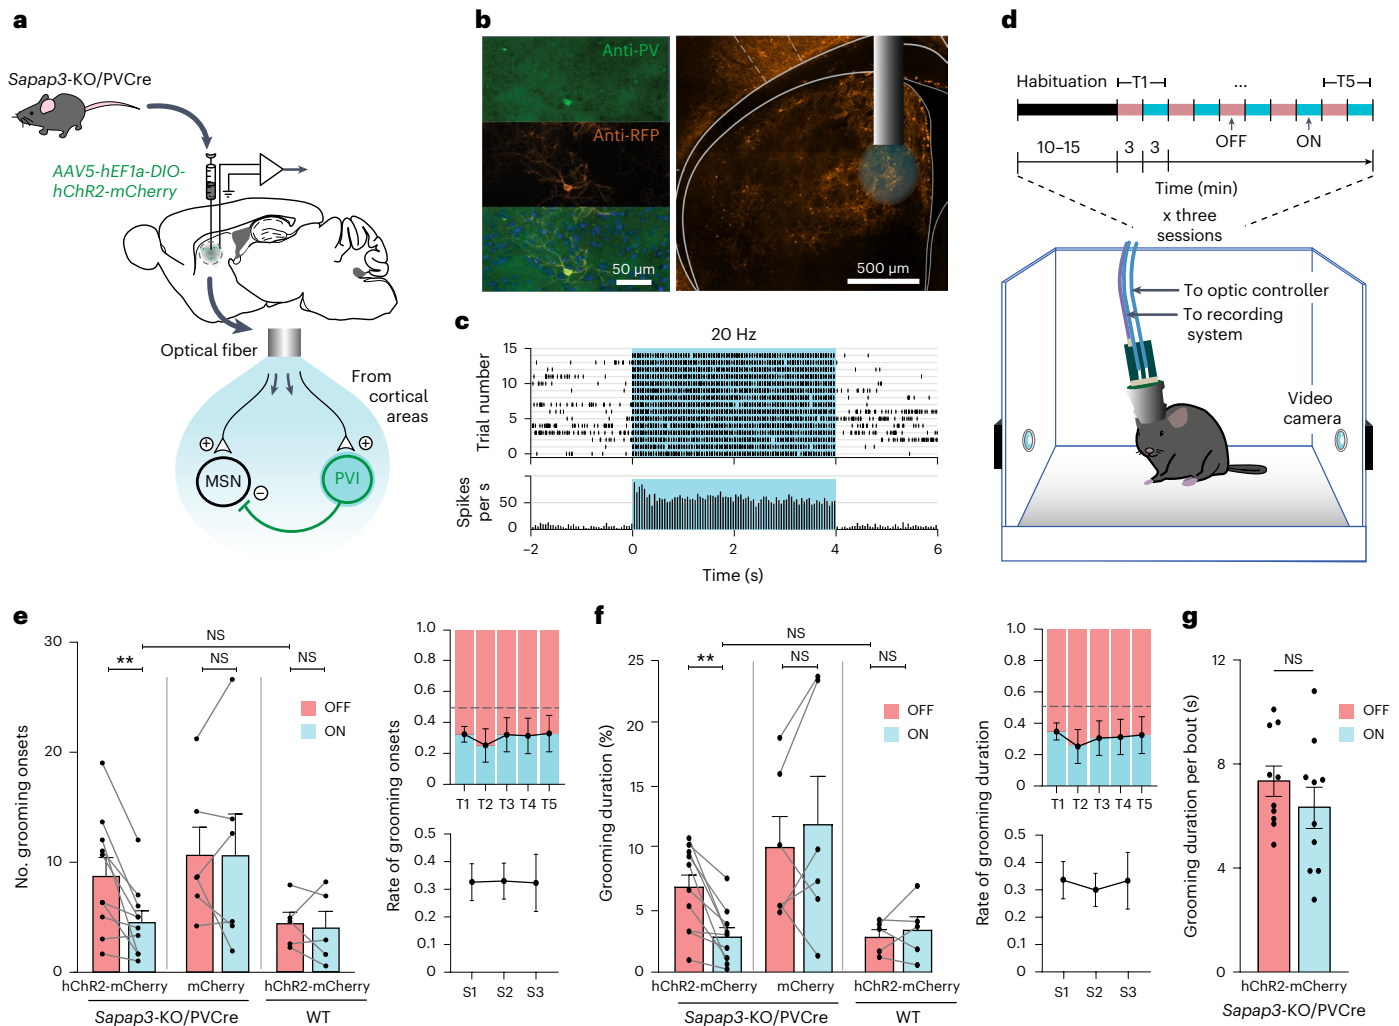 a
Sapap3-KO/PVCre
AAV5-hEF1a-DIO-
hChR2-mCherry
Optical fiber
From
cortical
areas
+
+
MSN
PVI
−
b
Anti-PV
Anti-RFP
50 µm
500 µm
c
20 Hz
Trial number
15
10
5
0
Spikes
per s
50
0
−2
0
2
4
6
Time (s)
d
Habituation
T1
...
T5
OFF
ON
10–15
3
3
Time (min)
x three
sessions
To optic controller
To recording
system
Video
camera
e
No. grooming onsets
30
20
10
0
**
NS
NS
NS
OFF
ON
hChR2-mCherry
mCherry
hChR2-mCherry
Sapap3-KO/PVCre
WT
Rate of grooming onsets
1.0
0.8
0.6
0.4
0.2
0
T1
T2
T3
T4
T5
0.5
0.4
0.3
0.2
0.1
0
S1
S2
S3
f
Grooming duration (%)
25
20
15
10
5
0
**
NS
NS
NS
OFF
ON
hChR2-mCherry
mCherry
hChR2-mCherry
Sapap3-KO/PVCre
WT
Rate of grooming duration
1.0
0.8
0.6
0.4
0.2
0
T1
T2
T3
T4
T5
0.5
0.4
0.3
0.2
0.1
0
S1
S2
S3
g
Grooming duration per bout (s)
12
8
4
0
NS
OFF
ON
hChR2-mCherry
Sapap3-KO/PVCre